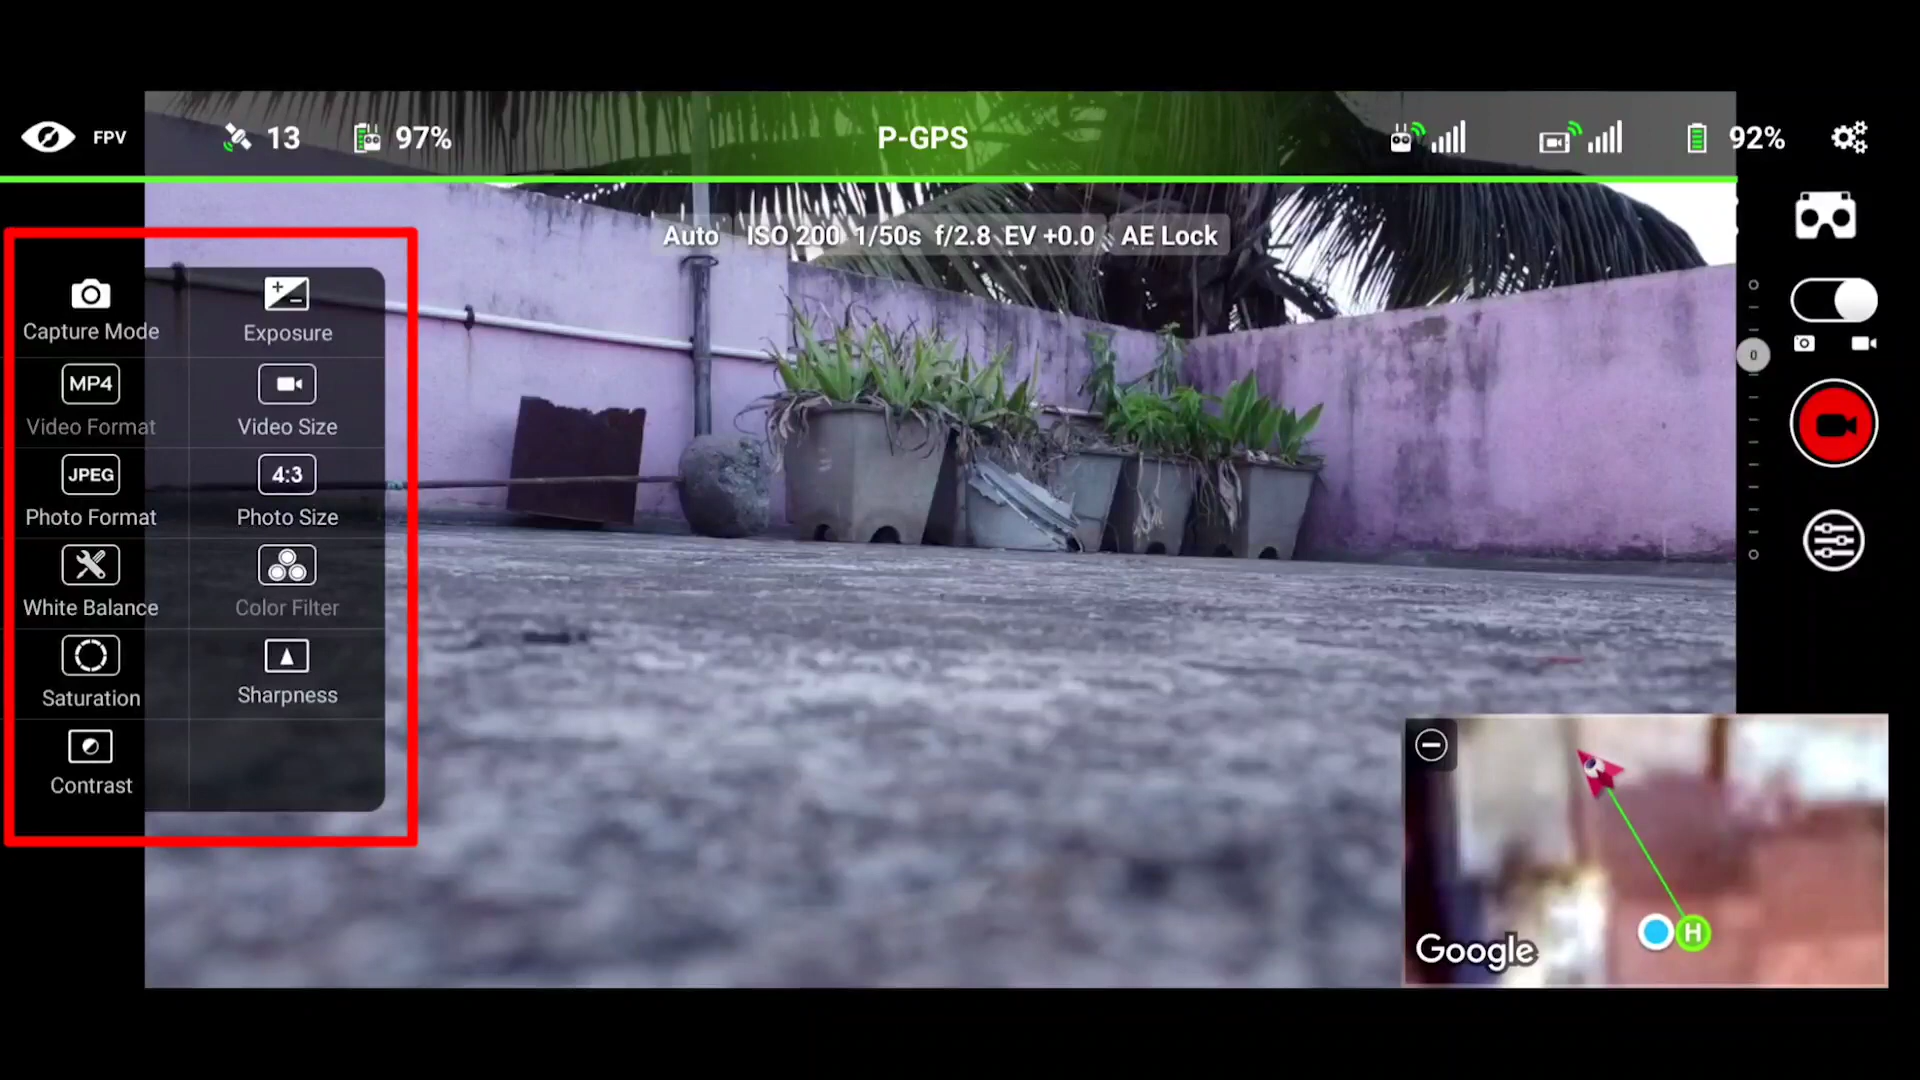 FPV
13
97%
P-GPS
92%
Auto ISO 200 1/50s f/2.8 EV +0.0 AE Lock
Capture Mode
Exposure
MP4
Video Format
Video Size
JPEG
4:3
Photo Format
Photo Size
White Balance
Color Filter
Saturation
Sharpness
Contrast
0
H
Google